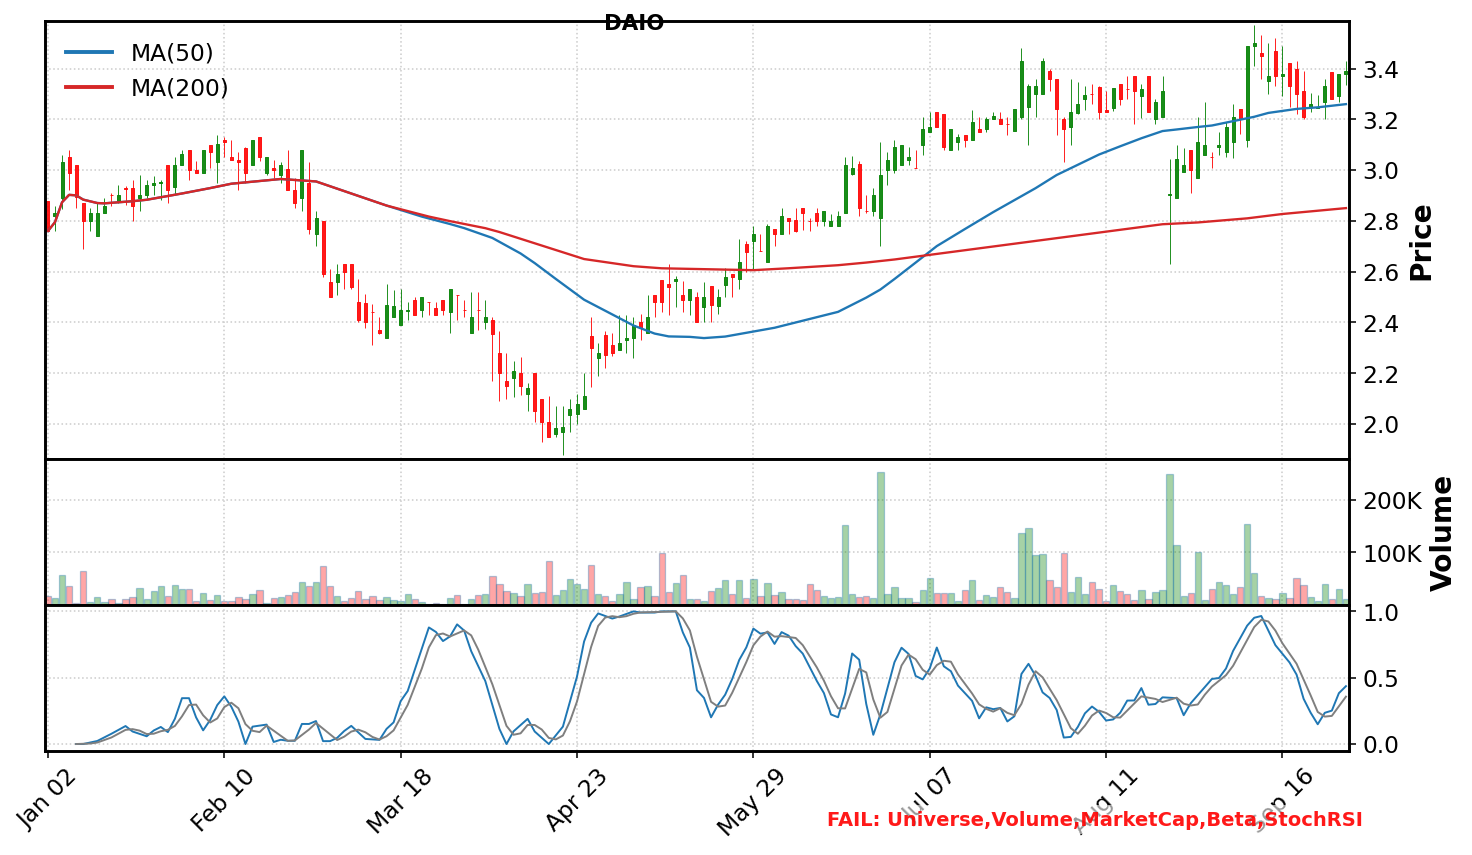 DAIO
MA(50)
MA(200)
3.4
3.2
3.0
2.8
2.6
2.4
2.2
2.0
Price
200K
100K
Volume
1.0
0.5
0.0
Jan 02
Feb 10
Mar 18
Apr 23
May 29
Jul 07
Aug 11
Sep 16
FAIL: Universe,Volume,MarketCap,Beta,StochRSI